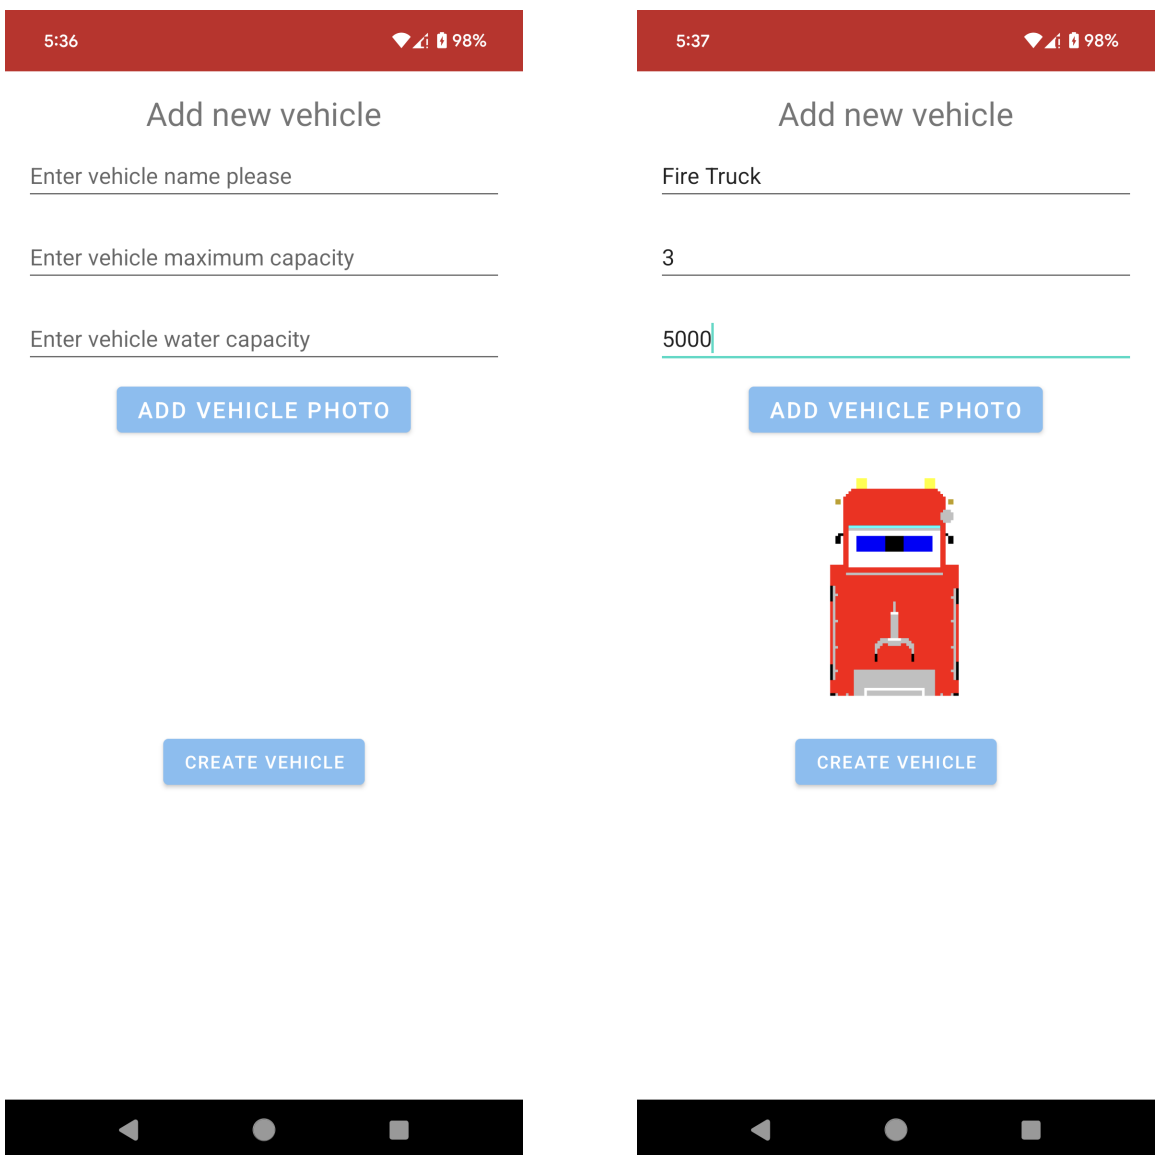 5:36 98%
Add new vehicle
Enter vehicle name please
Enter vehicle maximum capacity
Enter vehicle water capacity
ADD VEHICLE PHOTO
CREATE VEHICLE
5:37 98%
Add new vehicle
Fire Truck
3
5000
ADD VEHICLE PHOTO
CREATE VEHICLE